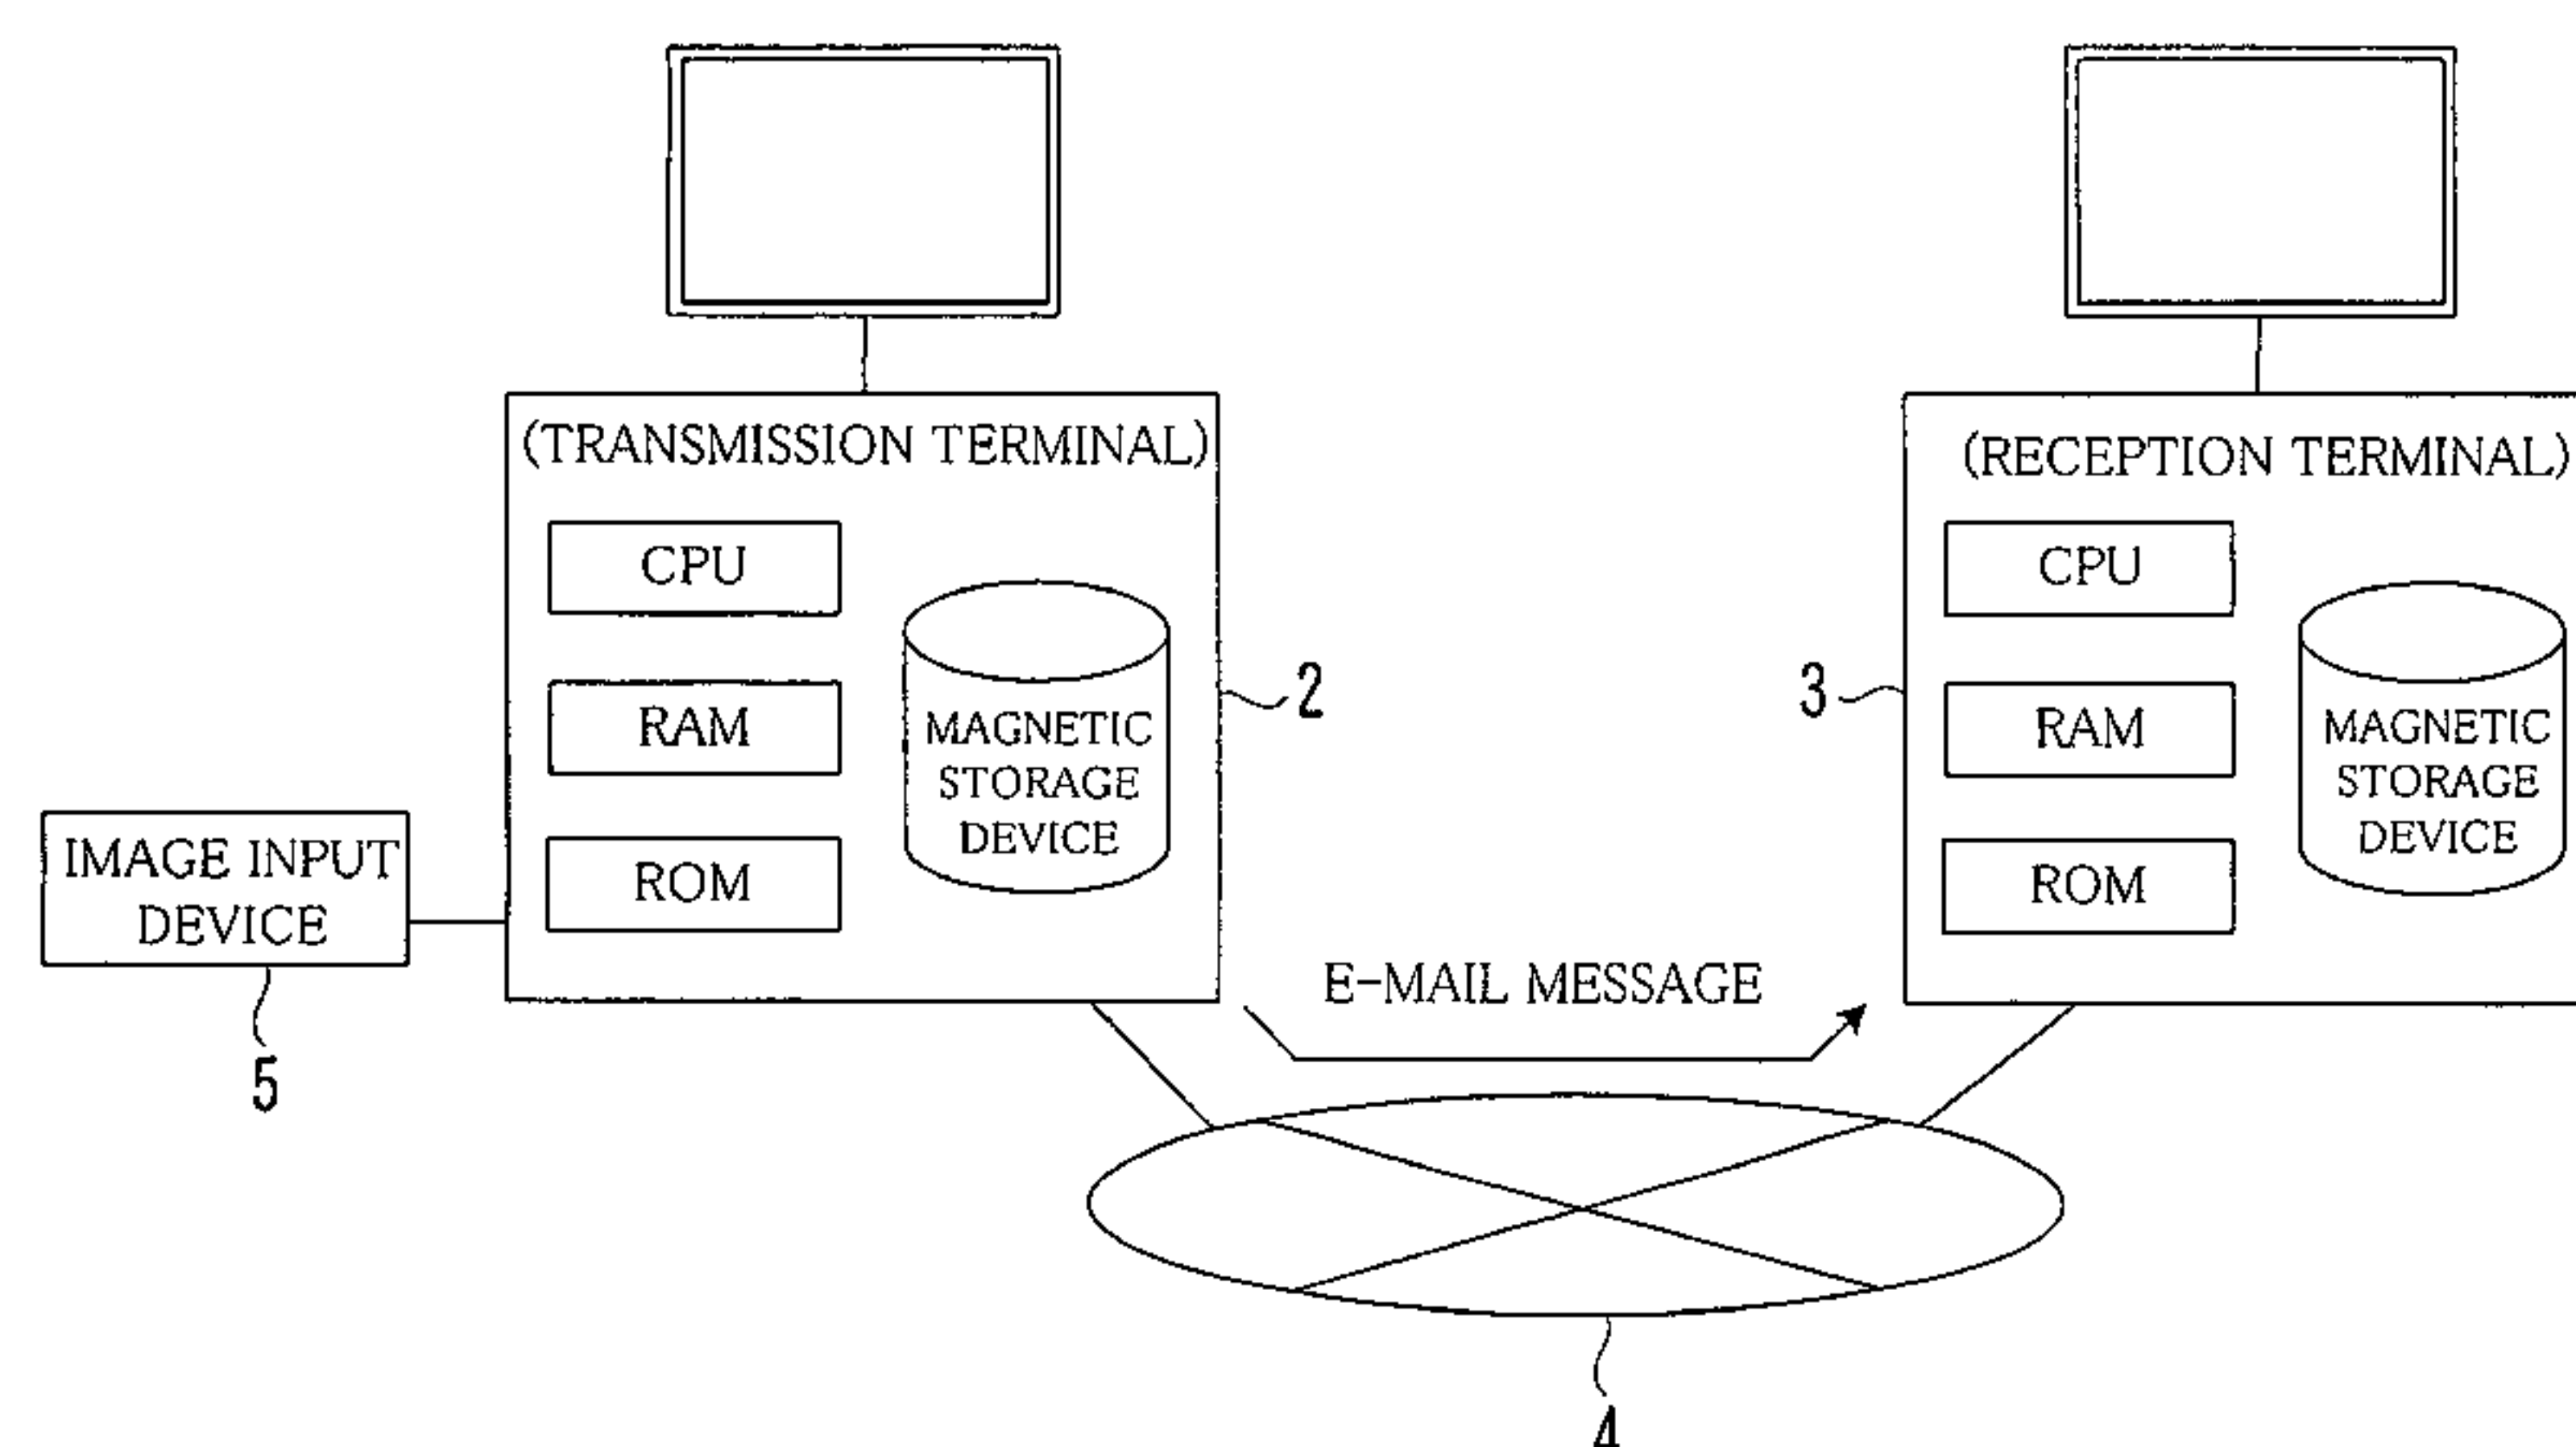 (TRANSMISSION TERMINAL)
CPU
RAM
ROM
MAGNETIC
STORAGE
DEVICE
2
IMAGE INPUT
DEVICE
5
(RECEPTION TERMINAL)
CPU
RAM
ROM
MAGNETIC
STORAGE
DEVICE
3
E-MAIL MESSAGE
4